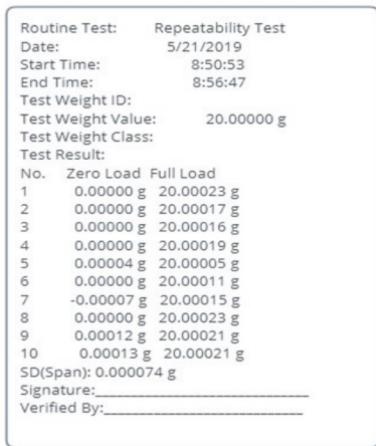 Routine Test: Repeatability Test
Date: 5/21/2019
Start Time: 8:50:53
End Time: 8:56:47
Test Weight ID:
Test Weight Value: 20.00000 g
Test Weight Class:
Test Result:
No. Zero Load Full Load
1 0.00000 g 20.00023 g
2 0.00000 g 20.00017 g
3 0.00000 g 20.00016 g
4 0.00000 g 20.00019 g
5 0.00004 g 20.00005 g
6 0.00000 g 20.00011 g
7 -0.00007 g 20.00015 g
8 0.00000 g 20.00023 g
9 0.00012 g 20.00021 g
10 0.00013 g 20.00021 g
SD(Span): 0.000074 g
Signature:
Verified By: